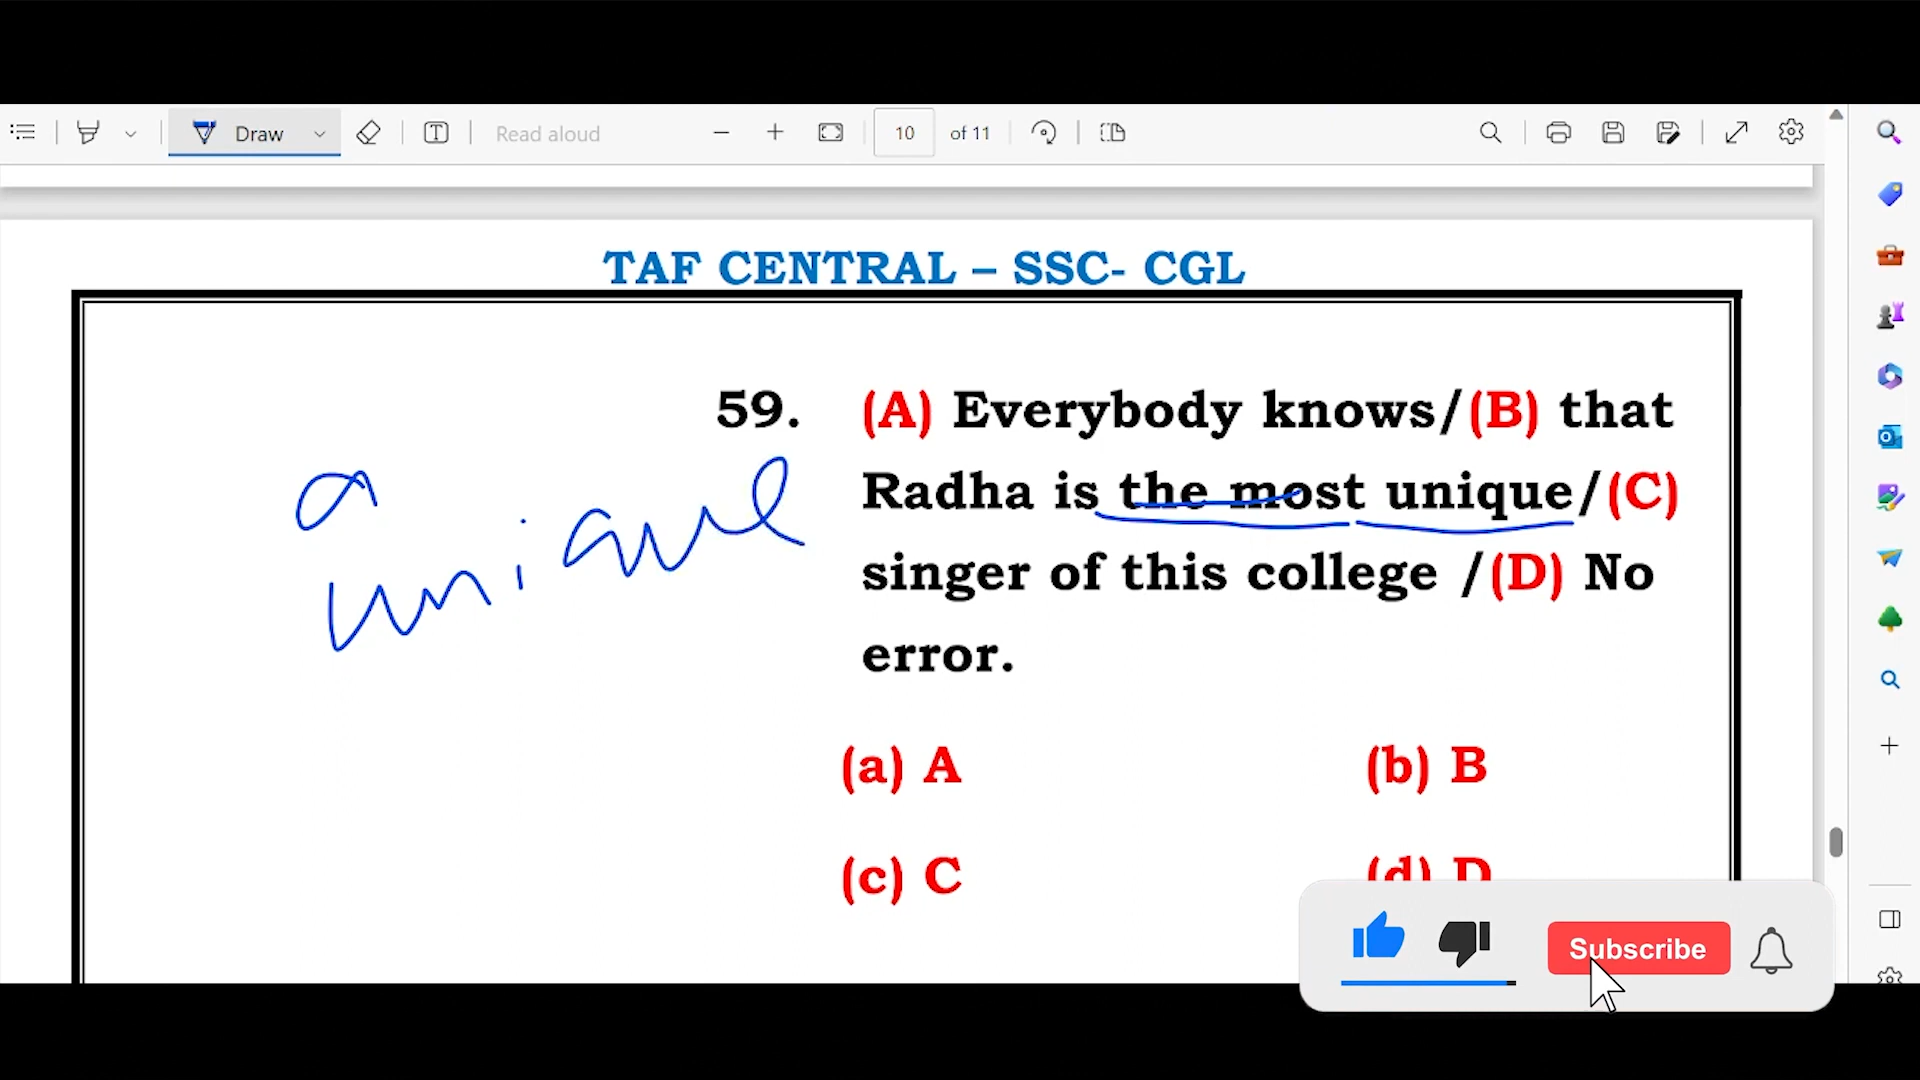 Draw
Read aloud
10 of 11
TAF CENTRAL – SSC- CGL
59. (A) Everybody knows/(B) that
Radha is the most unique/(C)
singer of this college /(D) No
error.
a
unique
(a) A (b) B
(c) C (d) D
Subscribe